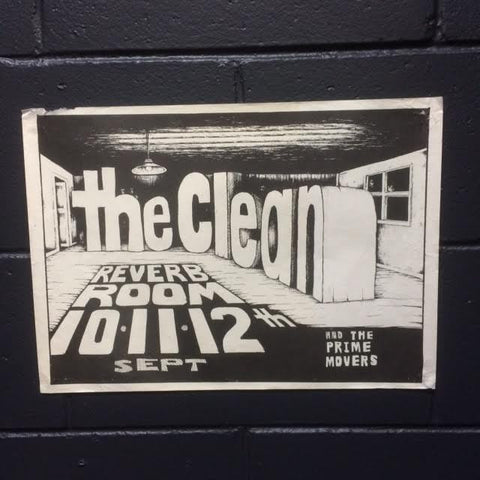 the clean
REVERB
ROOM
10·11·12th
SEPT
AND THE
PRIME
MOVERS